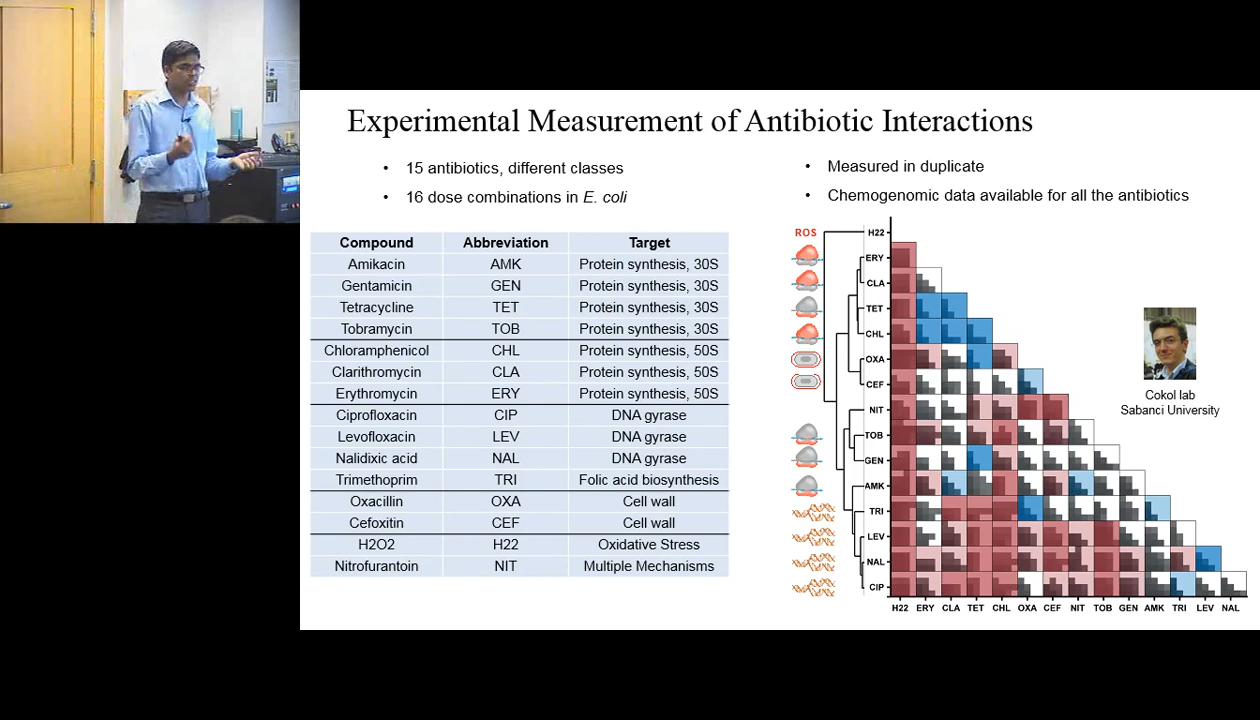 Experimental Measurement of Antibiotic Interactions
• 15 antibiotics, different classes
• 16 dose combinations in E. coli
• Measured in duplicate
• Chemogenomic data available for all the antibiotics
Compound Abbreviation Target
Amikacin AMK Protein synthesis, 30S
Gentamicin GEN Protein synthesis, 30S
Tetracycline TET Protein synthesis, 30S
Tobramycin TOB Protein synthesis, 30S
Chloramphenicol CHL Protein synthesis, 50S
Clarithromycin CLA Protein synthesis, 50S
Erythromycin ERY Protein synthesis, 50S
Ciprofloxacin CIP DNA gyrase
Levofloxacin LEV DNA gyrase
Nalidixic acid NAL DNA gyrase
Trimethoprim TRI Folic acid biosynthesis
Oxacillin OXA Cell wall
Cefoxitin CEF Cell wall
H2O2 H22 Oxidative Stress
Nitrofurantoin NIT Multiple Mechanisms
ROS H22
ERY
CLA
TET
CHL
OXA
CEF
NIT
TOB
GEN
AMK
TRI
LEV
NAL
CIP
H22 ERY CLA TET CHL OXA CEF NIT TOB GEN AMK TRI LEV NAL
Cokol lab
Sabanci University